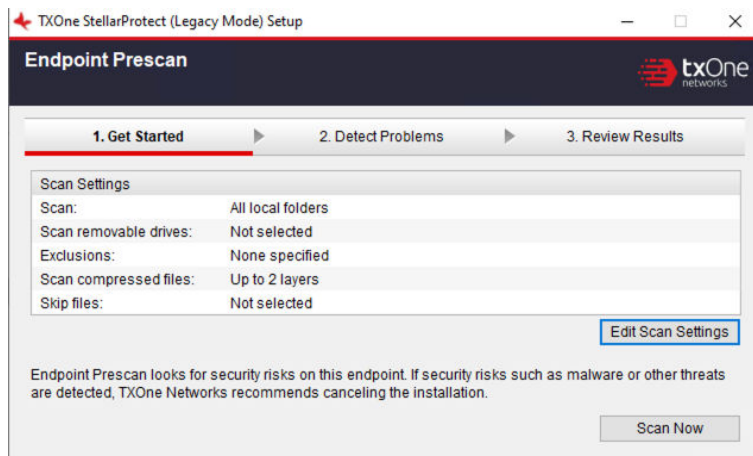 TXOne StellarProtect (Legacy Mode) Setup
Endpoint Prescan
txOne
networks
1. Get Started
2. Detect Problems
3. Review Results
Scan Settings
Scan: All local folders
Scan removable drives: Not selected
Exclusions: None specified
Scan compressed files: Up to 2 layers
Skip files: Not selected
Edit Scan Settings
Endpoint Prescan looks for security risks on this endpoint. If security risks such as malware or other threats
are detected, TXOne Networks recommends canceling the installation.
Scan Now